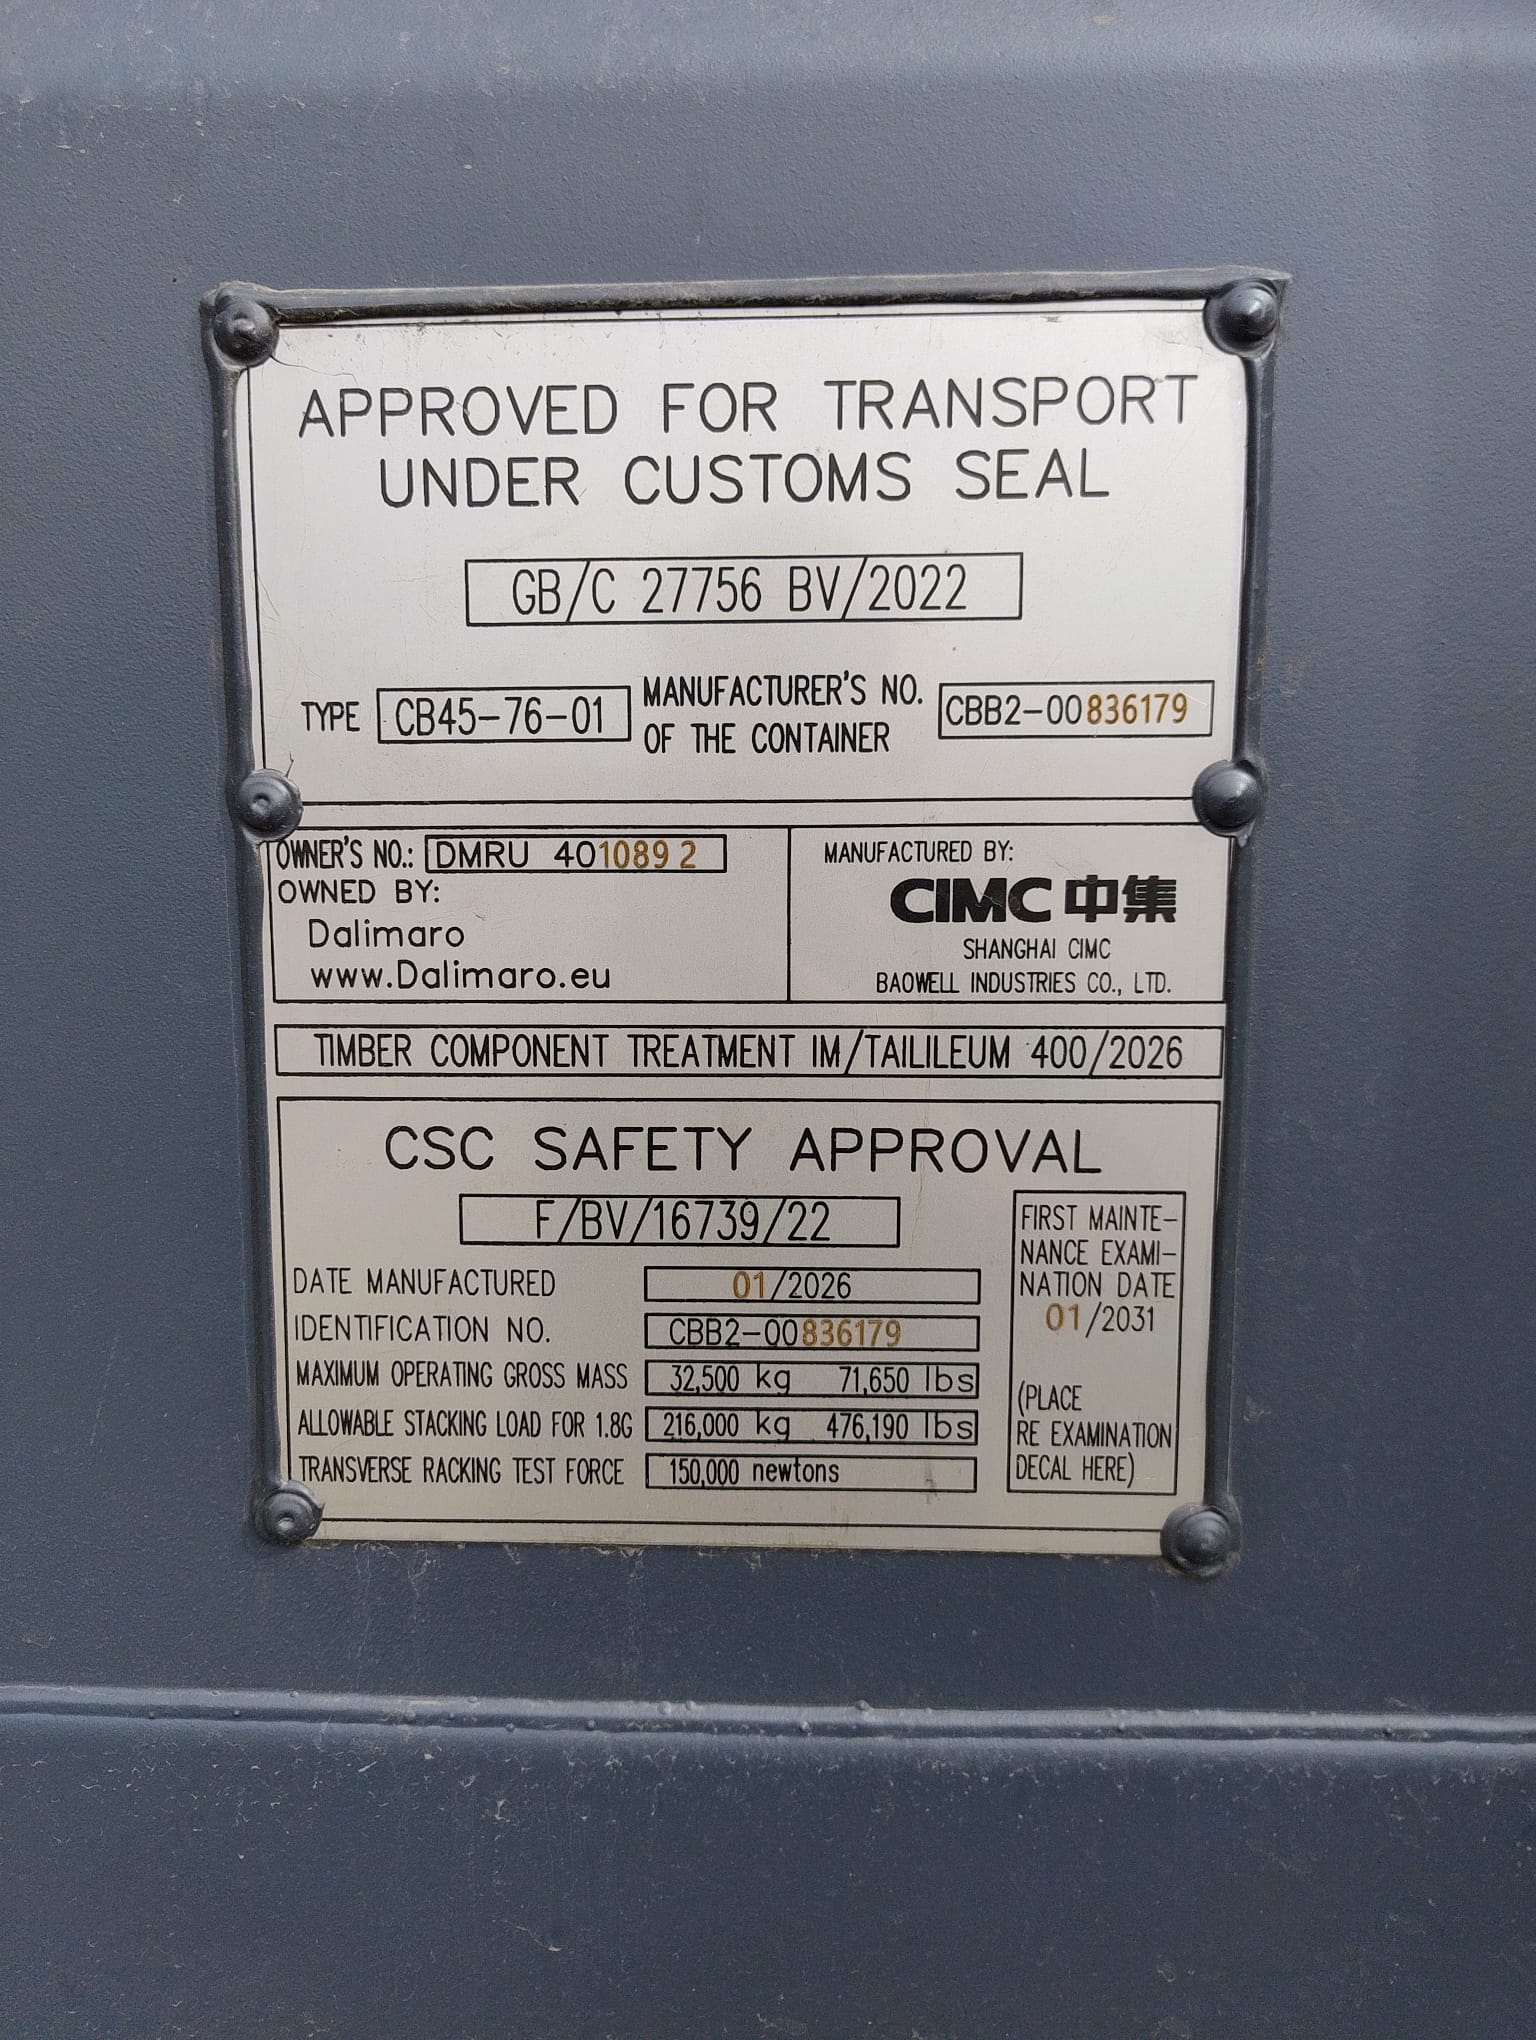 APPROVED FOR TRANSPORT
UNDER CUSTOMS SEAL
GB/C 27756 BV/2022
TYPE CB45-76-01
MANUFACTURER'S NO.
OF THE CONTAINER
CBB2-00836179
OWNER'S NO.: DMRU 401089 2
OWNED BY:
Dalimaro
www.Dalimaro.eu
MANUFACTURED BY:
CIMC 中集
SHANGHAI CIMC
BAOWELL INDUSTRIES CO., LTD.
TIMBER COMPONENT TREATMENT IM/TAILILEUM 400/2026
CSC SAFETY APPROVAL
F/BV/16739/22
DATE MANUFACTURED 01/2026
IDENTIFICATION NO. CBB2-00836179
MAXIMUM OPERATING GROSS MASS 32,500 kg 71,650 lbs
ALLOWABLE STACKING LOAD FOR 1.8G 216,000 kg 476,190 lbs
TRANSVERSE RACKING TEST FORCE 150,000 newtons
FIRST MAINTE-
NANCE EXAMI-
NATION DATE
01/2031
(PLACE
RE EXAMINATION
DECAL HERE)